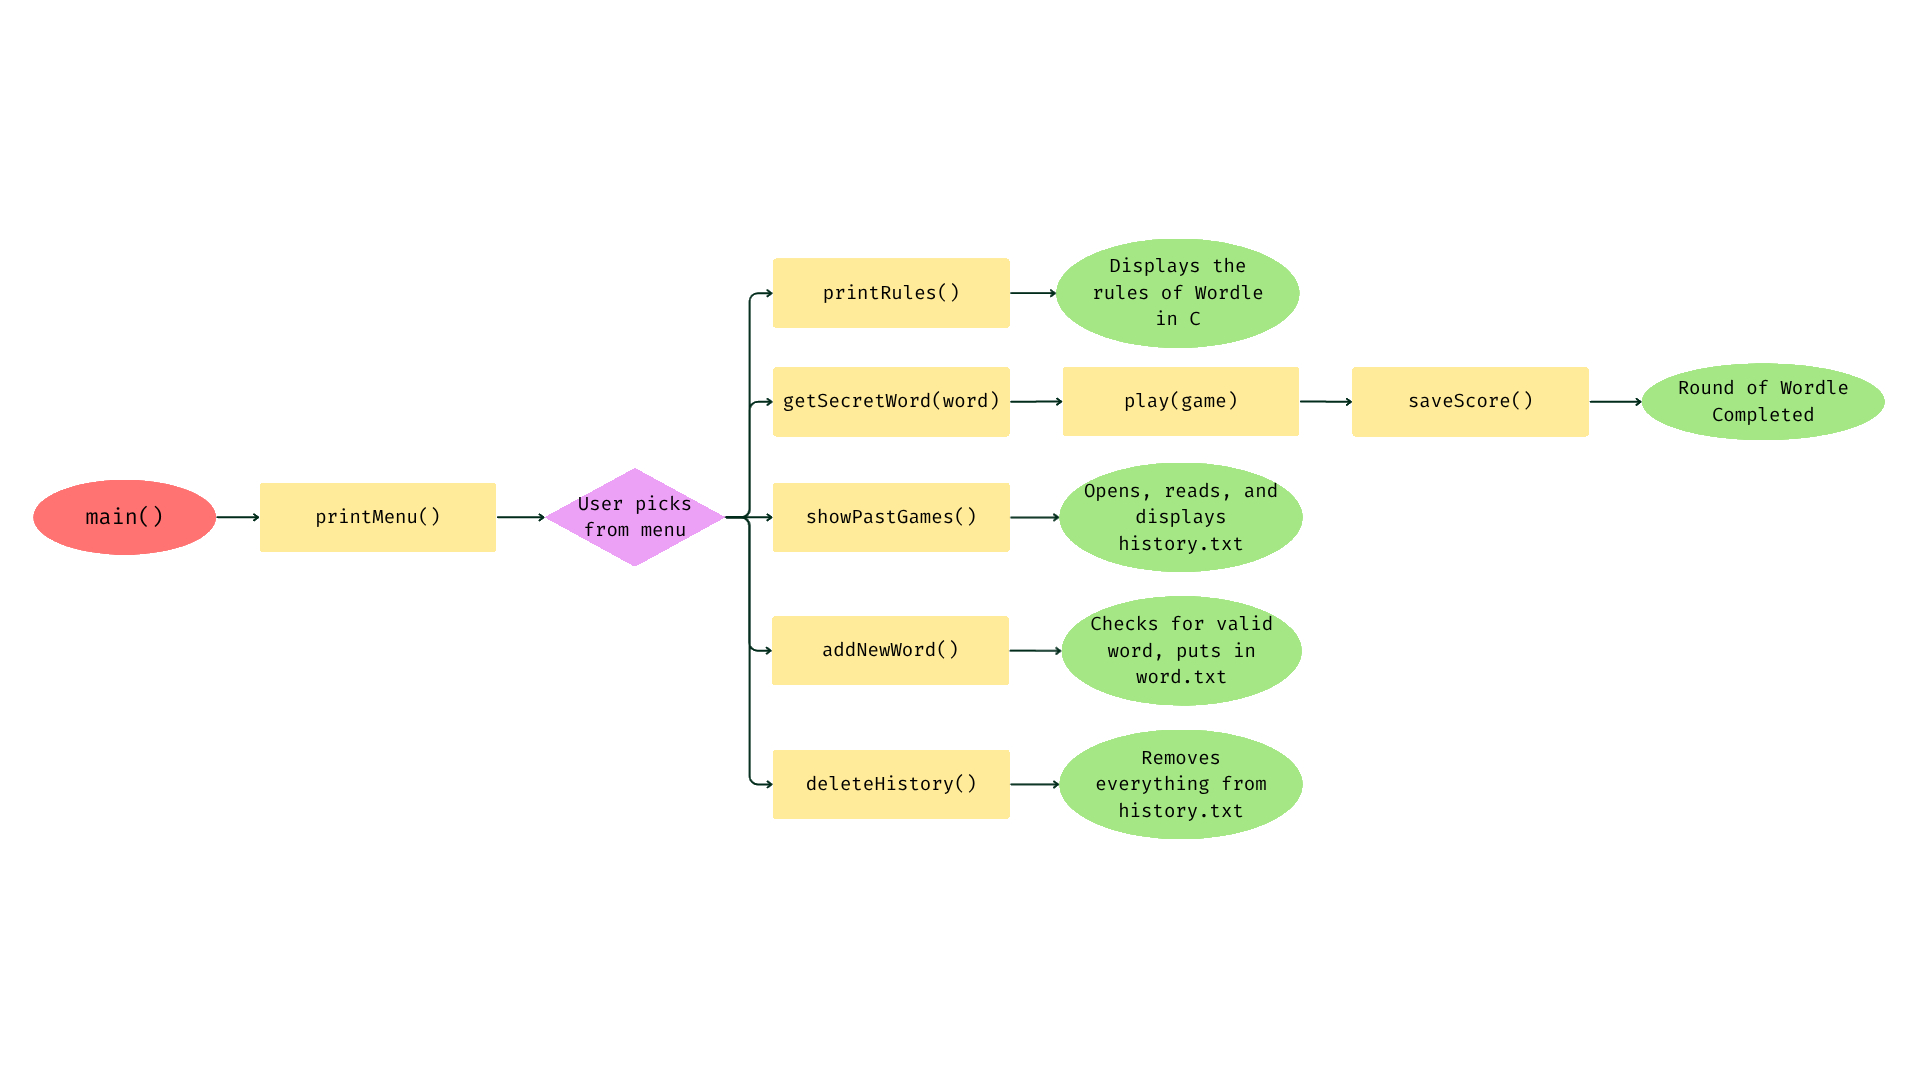 main()
printMenu()
User picks
from menu
printRules()
Displays the
rules of Wordle
in C
getSecretWord(word)
play(game)
saveScore()
Round of Wordle
Completed
showPastGames()
Opens, reads, and
displays
history.txt
addNewWord()
Checks for valid
word, puts in
word.txt
deleteHistory()
Removes
everything from
history.txt